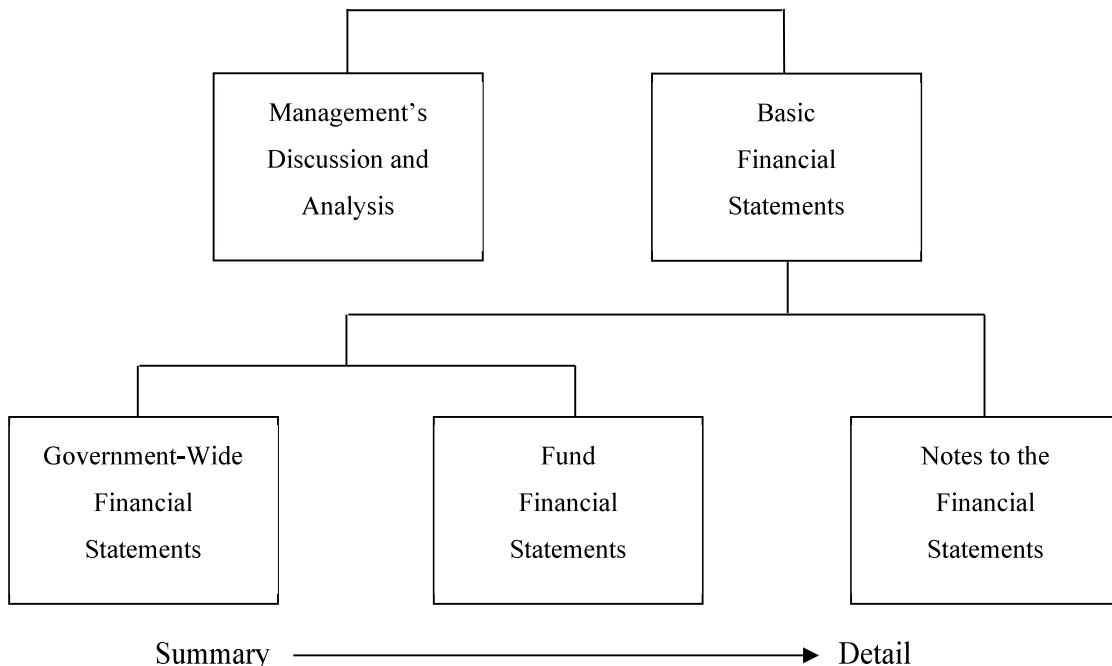 Management’s
Discussion and
Analysis
Basic
Financial
Statements
Government-Wide
Financial
Statements
Fund
Financial
Statements
Notes to the
Financial
Statements
Summary
Detail